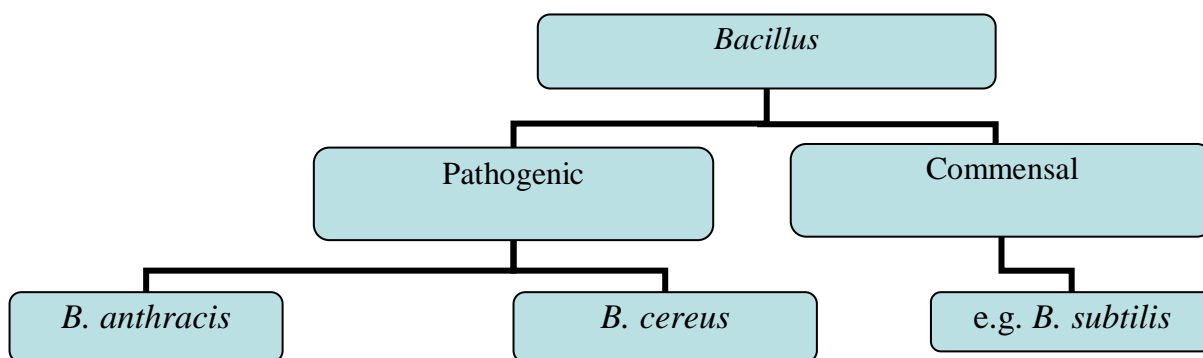 Bacillus
Pathogenic
Commensal
B. anthracis
B. cereus
e.g. B. subtilis